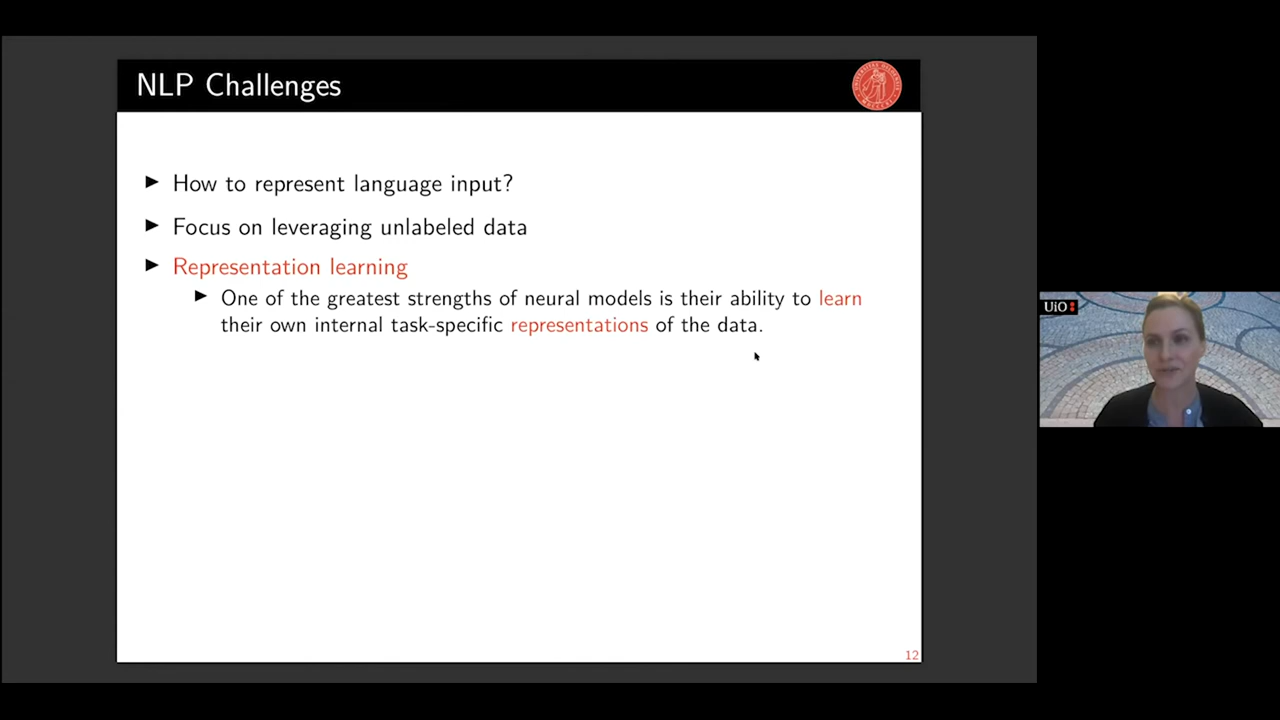 NLP Challenges
How to represent language input?
Focus on leveraging unlabeled data
Representation learning
One of the greatest strengths of neural models is their ability to learn
their own internal task-specific representations of the data.
12
UiO